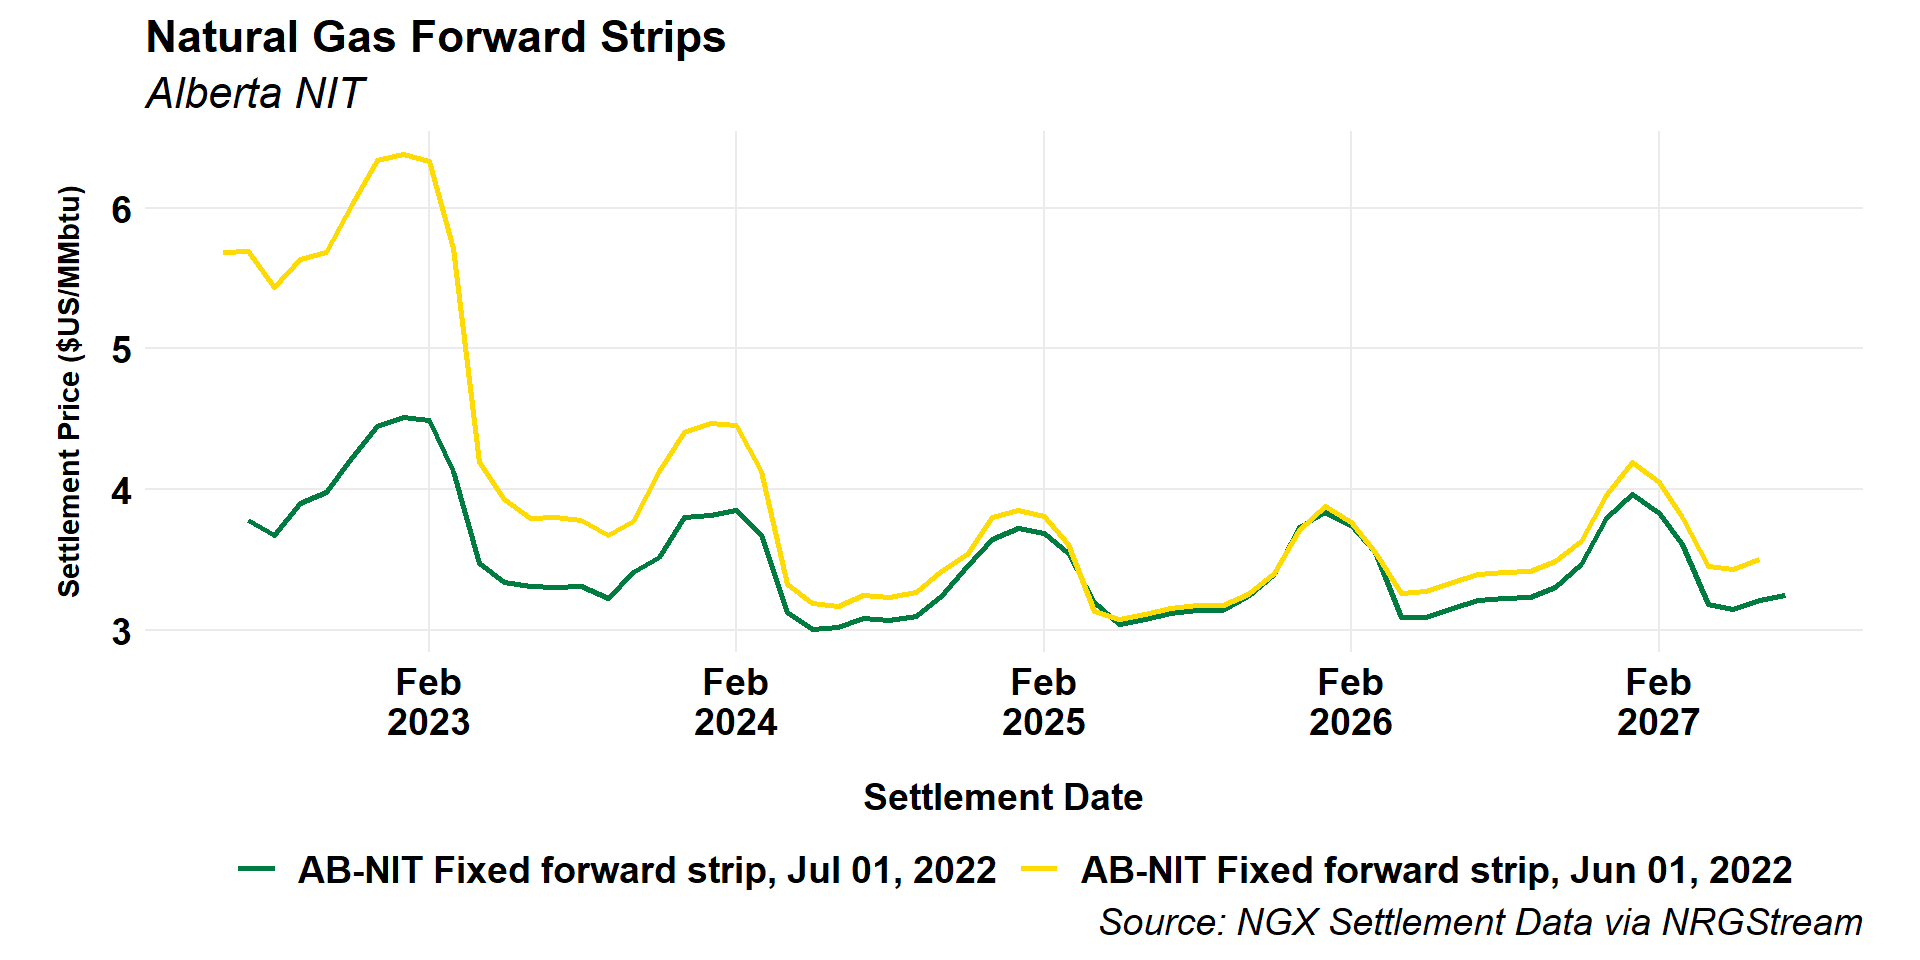 Natural Gas Forward Strips
Alberta NIT
Settlement Price ($US/MMbtu)
6
5
4
3
Feb
2023
Feb
2024
Feb
2025
Feb
2026
Feb
2027
Settlement Date
AB-NIT Fixed forward strip, Jul 01, 2022
AB-NIT Fixed forward strip, Jun 01, 2022
Source: NGX Settlement Data via NRGStream